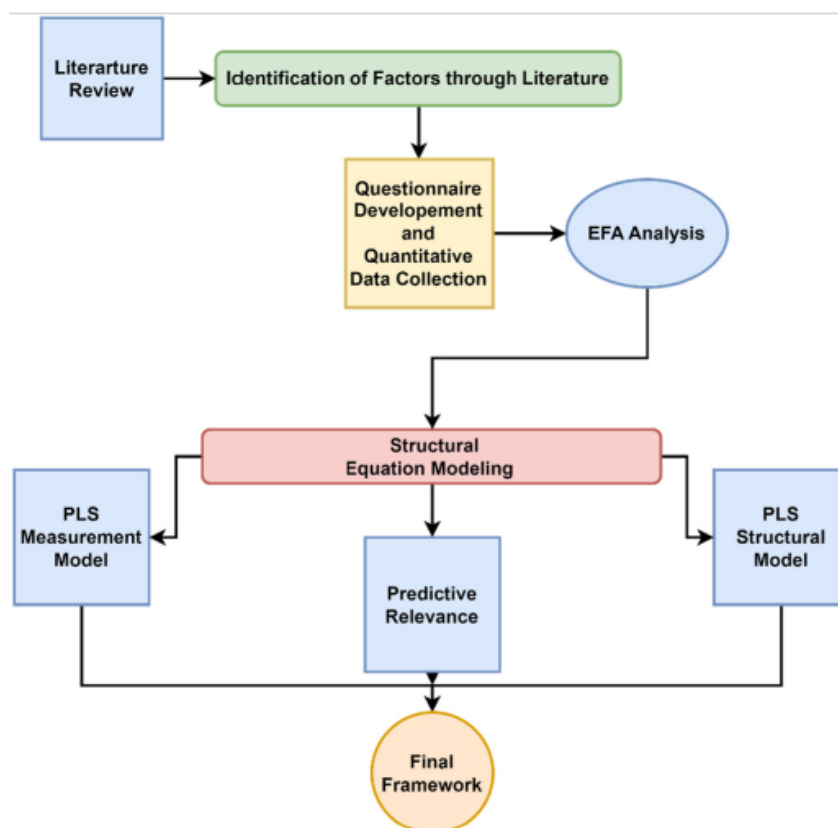 Literarture
Review
Identification of Factors through Literature
Questionnaire
Developement
and
Quantitative
Data Collection
EFA Analysis
Structural
Equation Modeling
PLS
Measurement
Model
Predictive
Relevance
PLS
Structural
Model
Final
Framework